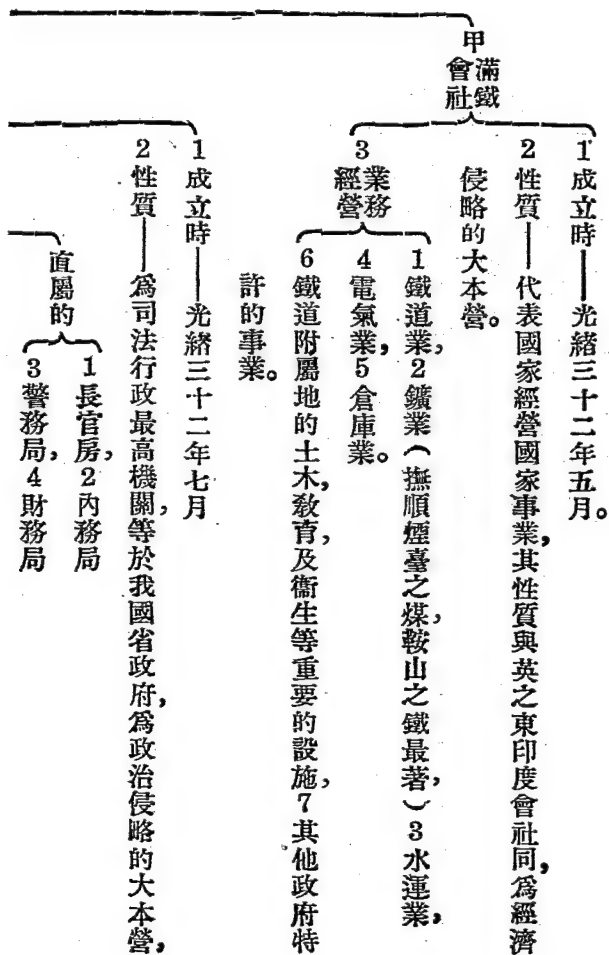 甲
滿鐵
會社
1 成立時——光緒三十二年五月。
2 性質——代表國家經營國家事業，其性質與英之東印度會社同，爲經濟
侵略的大本營。
3 業務
經營
1 鐵道業，2 鑛業（撫順煙臺之煤，鞍山之鐵最著，）3 水運業，
4 電氣業，5 倉庫業。
6 鐵道附屬地的土木，敎育，及衞生等重要的設施，7 其他政府特
許的事業。
1 成立時——光緒三十二年七月
2 性質——爲司法行政最高機關，等於我國省政府，爲政治侵略的大本營，
直屬的
1 長官房，2 內務局
3 警務局，4 財務局